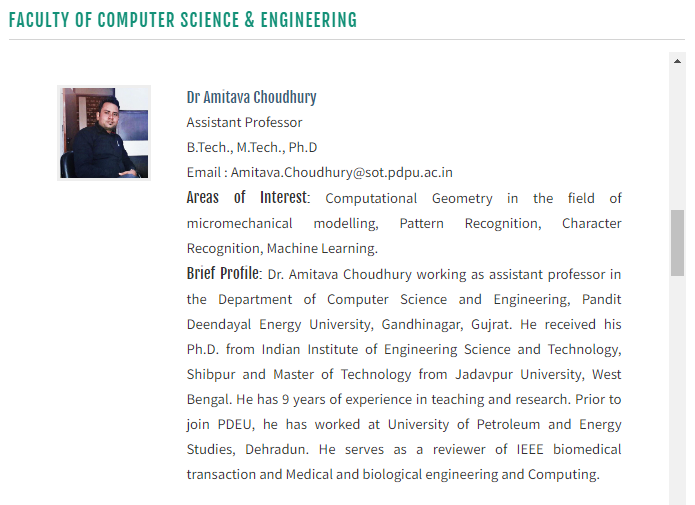 FACULTY OF COMPUTER SCIENCE & ENGINEERING
Dr Amitava Choudhury
Assistant Professor
B.Tech., M.Tech., Ph.D
Email : Amitava.Choudhury@sot.pdpu.ac.in
Areas of Interest: Computational Geometry in the field of
micromechanical modelling, Pattern Recognition, Character
Recognition, Machine Learning.
Brief Profile: Dr. Amitava Choudhury working as assistant professor in
the Department of Computer Science and Engineering, Pandit
Deendayal Energy University, Gandhinagar, Gujrat. He received his
Ph.D. from Indian Institute of Engineering Science and Technology,
Shibpur and Master of Technology from Jadavpur University, West
Bengal. He has 9 years of experience in teaching and research. Prior to
join PDEU, he has worked at University of Petroleum and Energy
Studies, Dehradun. He serves as a reviewer of IEEE biomedical
transaction and Medical and biological engineering and Computing.